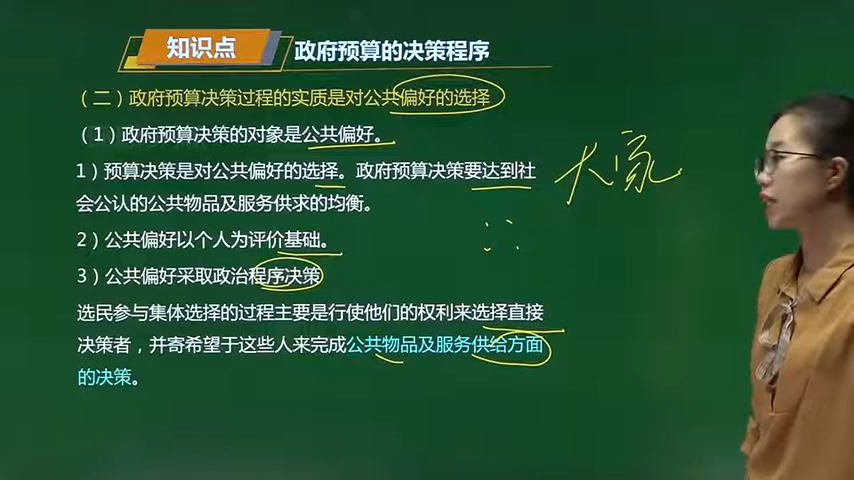 知识点
政府预算的决策程序
（二）政府预算决策过程的实质是对公共偏好的选择
（1）政府预算决策的对象是公共偏好。
1）预算决策是对公共偏好的选择。政府预算决策要达到社
会公认的公共物品及服务供求的均衡。
2）公共偏好以个人为评价基础。
3）公共偏好采取政治程序决策
选民参与集体选择的过程主要是行使他们的权利来选择直接
决策者，并寄希望于这些人来完成公共物品及服务供给方面
的决策。
大家